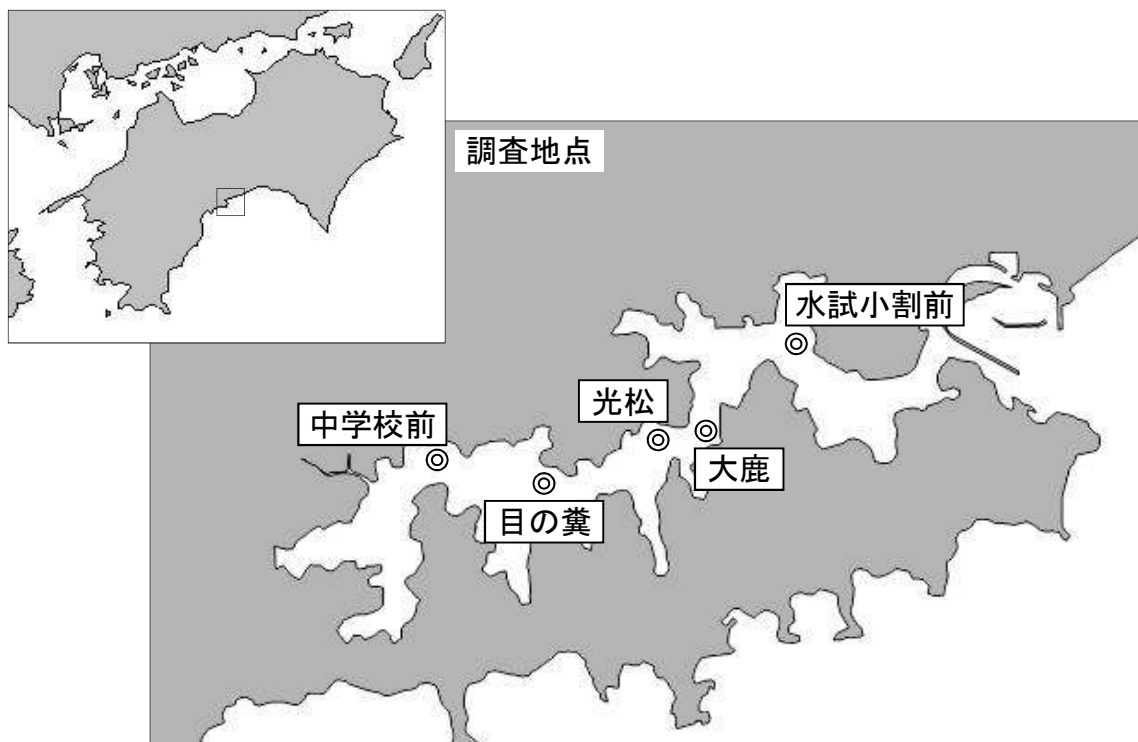 調査地点
水試小割前
光松
中学校前
大鹿
目の糞